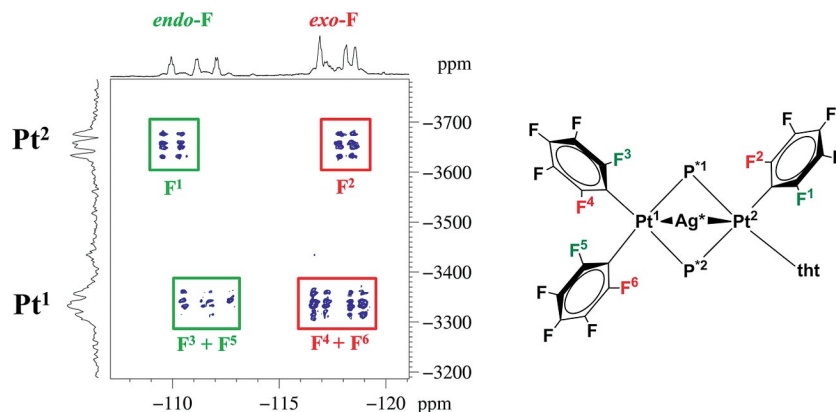 endo-F
exo-F
ppm
Pt²
F¹
F²
Pt¹
F³ + F⁵
F⁴ + F⁶
−3700
−3600
−3500
−3400
−3300
−3200
−110
−115
−120
ppm
F
F
F
F³
F⁴
F⁵
F⁶
F
F
F
P*1
Pt¹
Ag*
Pt²
P*2
F²
F
F
F
F¹
tht